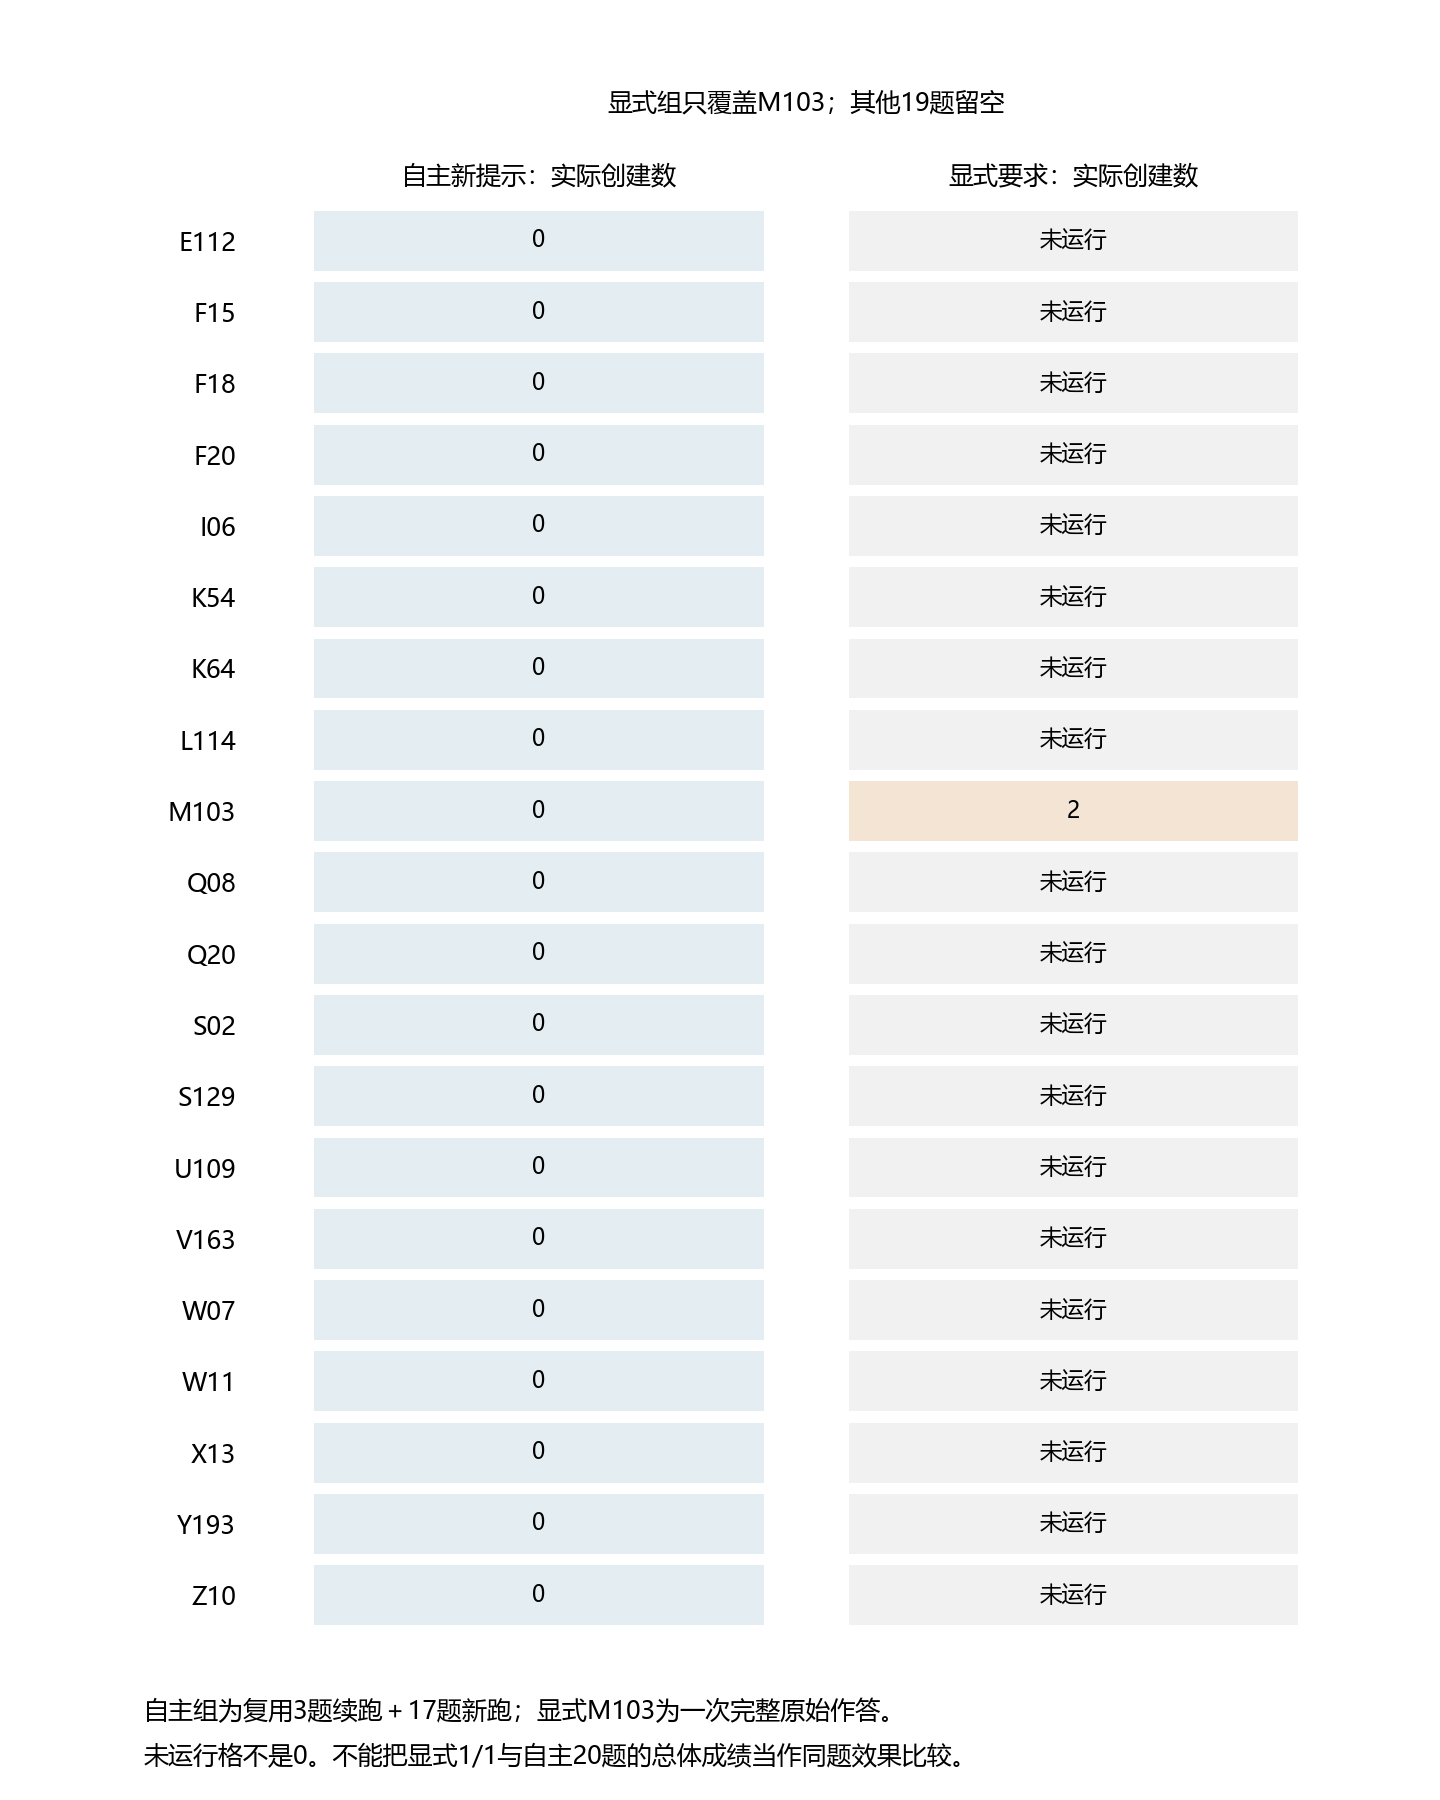 显式组只覆盖M103；其他19题留空
自主新提示：实际创建数 显式要求：实际创建数
E112 0 未运行
F15 0 未运行
F18 0 未运行
F20 0 未运行
I06 0 未运行
K54 0 未运行
K64 0 未运行
L114 0 未运行
M103 0 2
Q08 0 未运行
Q20 0 未运行
S02 0 未运行
S129 0 未运行
U109 0 未运行
V163 0 未运行
W07 0 未运行
W11 0 未运行
X13 0 未运行
Y193 0 未运行
Z10 0 未运行
自主组为复用3题续跑＋17题新跑；显式M103为一次完整原始作答。
未运行格不是0。不能把显式1/1与自主20题的总体成绩当作同题效果比较。